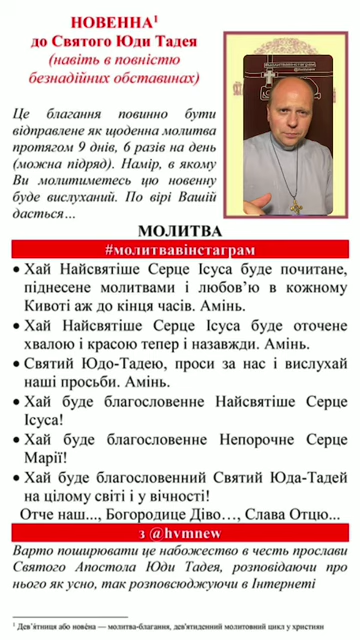 НОВЕННА¹
до Святого Юди Тадея
(навіть в повністю
безнадійних обставинах)
Це благання повинно бути
відправлене як щоденна молитва
протягом 9 днів, 6 разів на день
(можна підряд). Намір, в якому
Ви молитиметесь цю новенну
буде вислуханий. По вірі Вашій
дасться...
МОЛИТВА
#молитвавінстаграм
• Хай Найсвятіше Серце Ісуса буде почитане,
піднесене молитвами і любов’ю в кожному
Кивоті аж до кінця часів. Амінь.
• Хай Найсвятіше Серце Ісуса буде оточене
хвалою і красою тепер і назавжди. Амінь.
• Святий Юдо-Тадею, проси за нас і вислухай
наші просьби. Амінь.
• Хай буде благословенне Найсвятіше Серце
Ісуса!
• Хай буде благословенне Непорочне Серце
Марії!
• Хай буде благословенний Святий Юда-Тадей
на цілому світі і у вічності!
Отче наш..., Богородице Діво…, Слава Отцю...
з @hvmnew
Варто поширювати це набожество в честь прослави
Святого Апостола Юди Тадея, розповідаючи про
нього як усно, так розповсюджуючи в Інтернеті
¹ Дев'ятниця або новéна — молитва-благання, дев'ятиденний молитовний цикл у християн